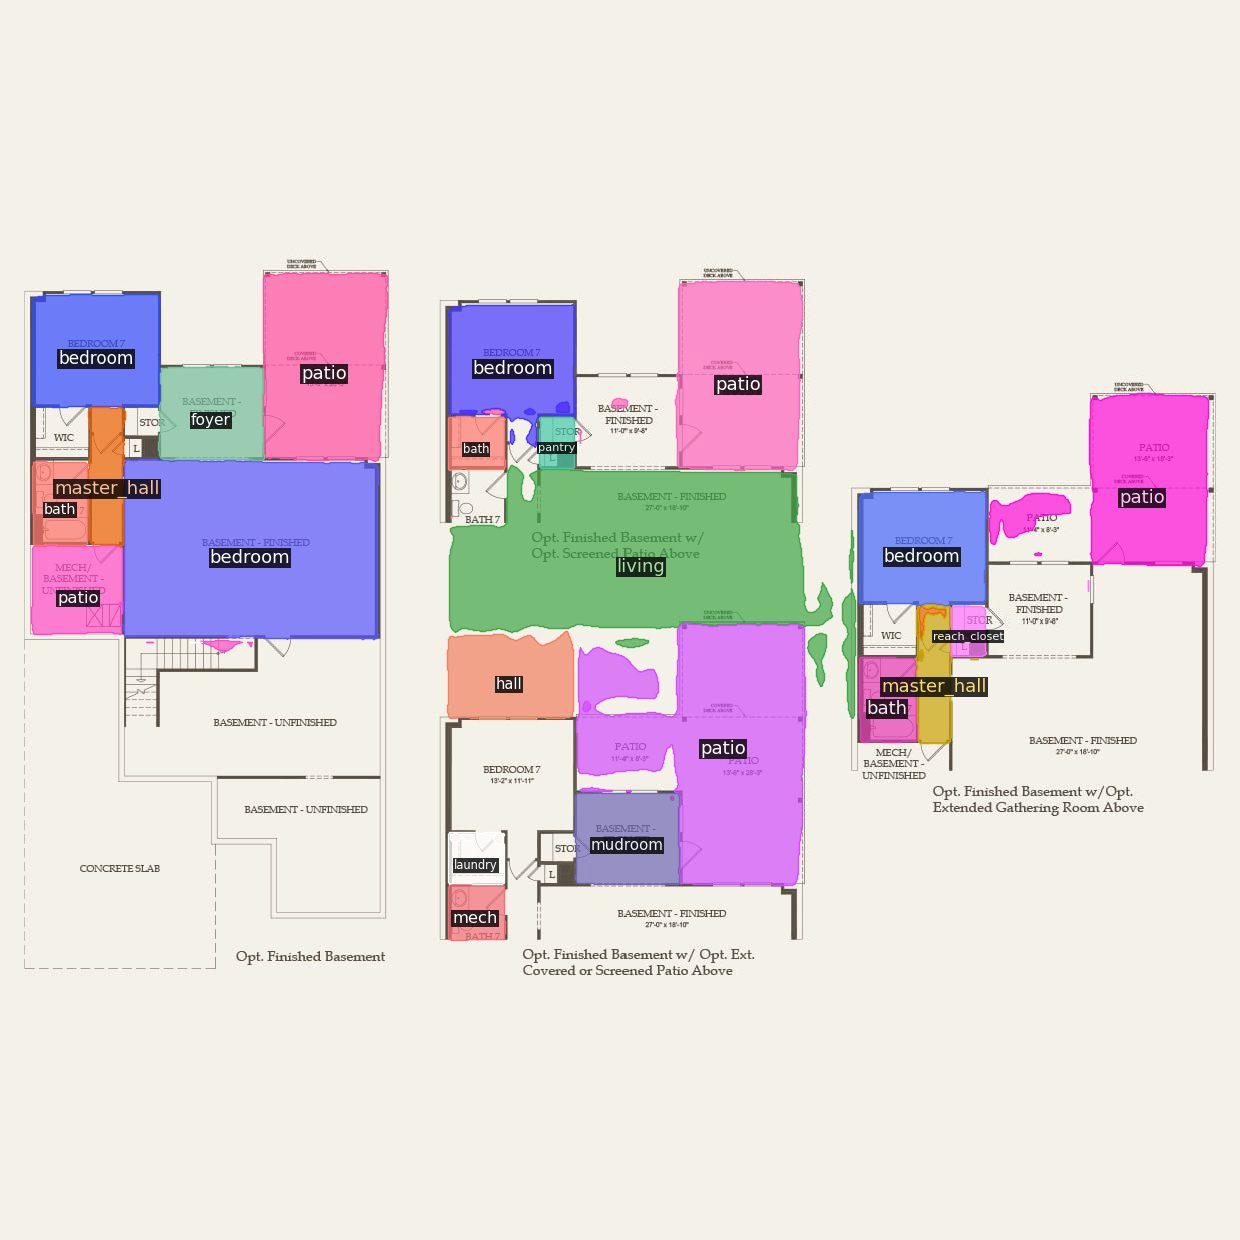 UNCOVERED
DECK ABOVE
BEDROOM 7
bedroom
COVERED
DECK ABOVE
patio
BASEMENT -
foyer
STOR
WIC
L
master_hall
bath
BASEMENT - FINISHED
bedroom
MECH/
BASEMENT -
patio
BASEMENT - UNFINISHED
BASEMENT - UNFINISHED
CONCRETE SLAB
Opt. Finished Basement
UNCOVERED
DECK ABOVE
BEDROOM 7
bedroom
COVERED
DECK ABOVE
patio
BASEMENT -
FINISHED
11'-0" x 9'-6"
STOR
bath
pantry
BATH 7
BASEMENT - FINISHED
27'-0" x 18'-10"
Opt. Finished Basement w/
Opt. Screened Patio Above
living
UNCOVERED
DECK ABOVE
hall
COVERED
DECK ABOVE
PATIO
11'-4" x 8'-3"
patio
PATIO
13'-6" x 28'-3"
BEDROOM 7
13'-2" x 11'-11"
BASEMENT -
mudroom
STOR
L
laundry
mech
BATH 7
BASEMENT - FINISHED
27'-0" x 18'-10"
Opt. Finished Basement w/ Opt. Ext.
Covered or Screened Patio Above
UNCOVERED
DECK ABOVE
PATIO
13'-6" x 18'-3"
COVERED
DECK ABOVE
patio
PATIO
11'-4" x 8'-3"
BEDROOM 7
bedroom
BASEMENT -
FINISHED
11'-0" x 9'-8"
STOR
WIC
reach_closet
L
master_hall
bath
BASEMENT - FINISHED
27'-0" x 18'-10"
MECH/
BASEMENT -
UNFINISHED
Opt. Finished Basement w/Opt.
Extended Gathering Room Above